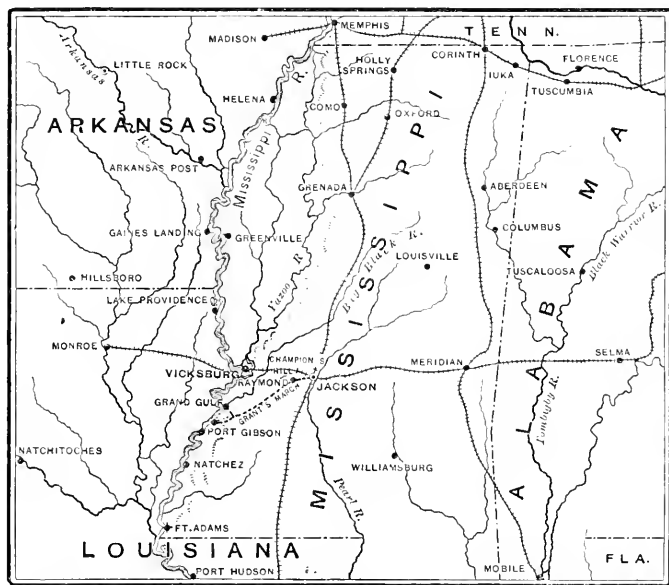 MEMPHIS
TENN.
MADISON
CORINTH
FLORENCE
HOLLY
SPRINGS
IUKA
LITTLE ROCK
Arkansas
R.
TUSCUMBIA
HELENA
R.
COMO
OXFORD
ARKANSAS
Mississippi
ARKANSAS POST
GRENADA
ABERDEEN
MISSISSIPPI
ALABAMA
GAINES LANDING
GREENVILLE
COLUMBUS
Big Black R.
LOUISVILLE
Black Warrior R.
TUSCALOOSA
HILLSBORO
Yazoo R.
LAKE PROVIDENCE
MONROE
CHAMPION'S
HILL
SELMA
VICKSBURG
MERIDIAN
RAYMOND
JACKSON
GRAND GULF
GRANT'S MARCH
Tombigby R.
PORT GIBSON
NATCHITOCHES
NATCHEZ
WILLIAMSBURG
Pearl R.
FT. ADAMS
LOUISIANA
FLA.
PORT HUDSON
MOBILE